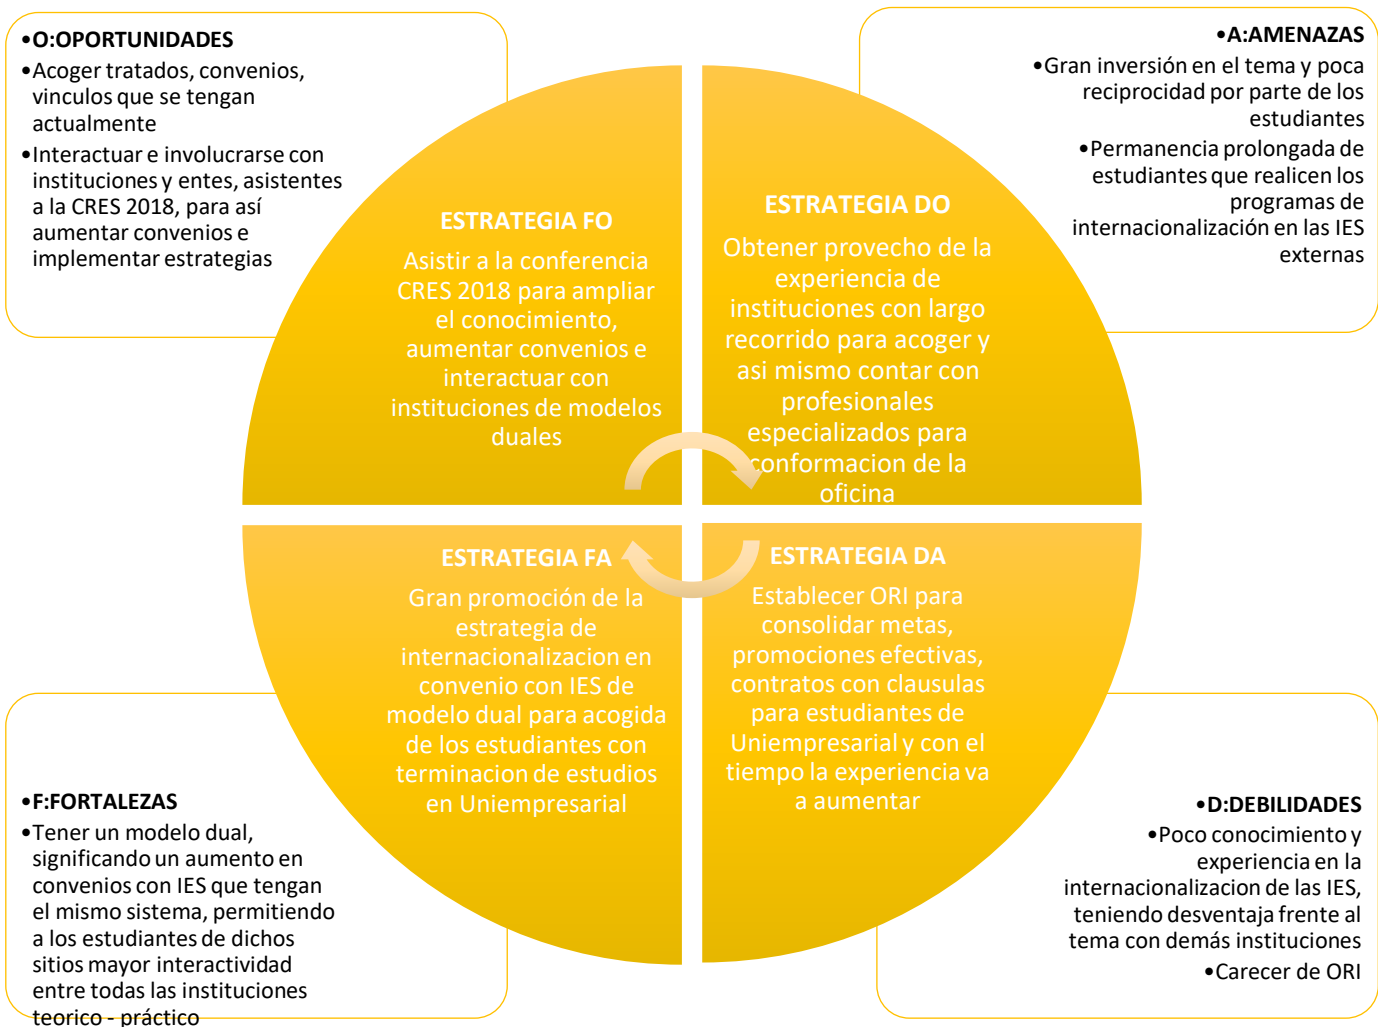 •O:OPORTUNIDADES
•Acoger tratados, convenios,
vinculos que se tengan
actualmente
•Interactuar e involucrarse con
instituciones y entes, asistentes
a la CRES 2018, para así
aumentar convenios e
implementar estrategias
•A:AMENAZAS
•Gran inversión en el tema y poca
reciprocidad por parte de los
estudiantes
•Permanencia prolongada de
estudiantes que realicen los
programas de
internacionalización en las IES
externas
ESTRATEGIA FO
Asistir a la conferencia
CRES 2018 para ampliar
el conocimiento,
aumentar convenios e
interactuar con
instituciones de modelos
duales
ESTRATEGIA DO
Obtener provecho de la
experiencia de
instituciones con largo
recorrido para acoger y
asi mismo contar con
profesionales
especializados para
conformacion de la
oficina
ESTRATEGIA FA
Gran promoción de la
estrategia de
internacionalizacion en
convenio con IES de
modelo dual para acogida
de los estudiantes con
terminacion de estudios
en Uniempresarial
ESTRATEGIA DA
Establecer ORI para
consolidar metas,
promociones efectivas,
contratos con clausulas
para estudiantes de
Uniempresarial y con el
tiempo la experiencia va
a aumentar
•F:FORTALEZAS
•Tener un modelo dual,
significando un aumento en
convenios con IES que tengan
el mismo sistema, permitiendo
a los estudiantes de dichos
sitios mayor interactividad
entre todas las instituciones
teorico - práctico
•D:DEBILIDADES
•Poco conocimiento y
experiencia en la
internacionalizacion de las IES,
teniendo desventaja frente al
tema con demás instituciones
•Carecer de ORI